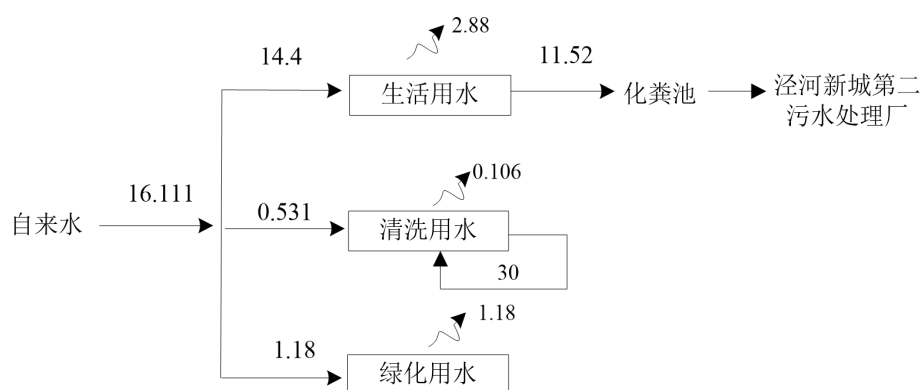 2.88
14.4
11.52
生活用水
化粪池
泾河新城第二
污水处理厂
0.106
16.111
0.531
自来水
清洗用水
30
1.18
1.18
绿化用水